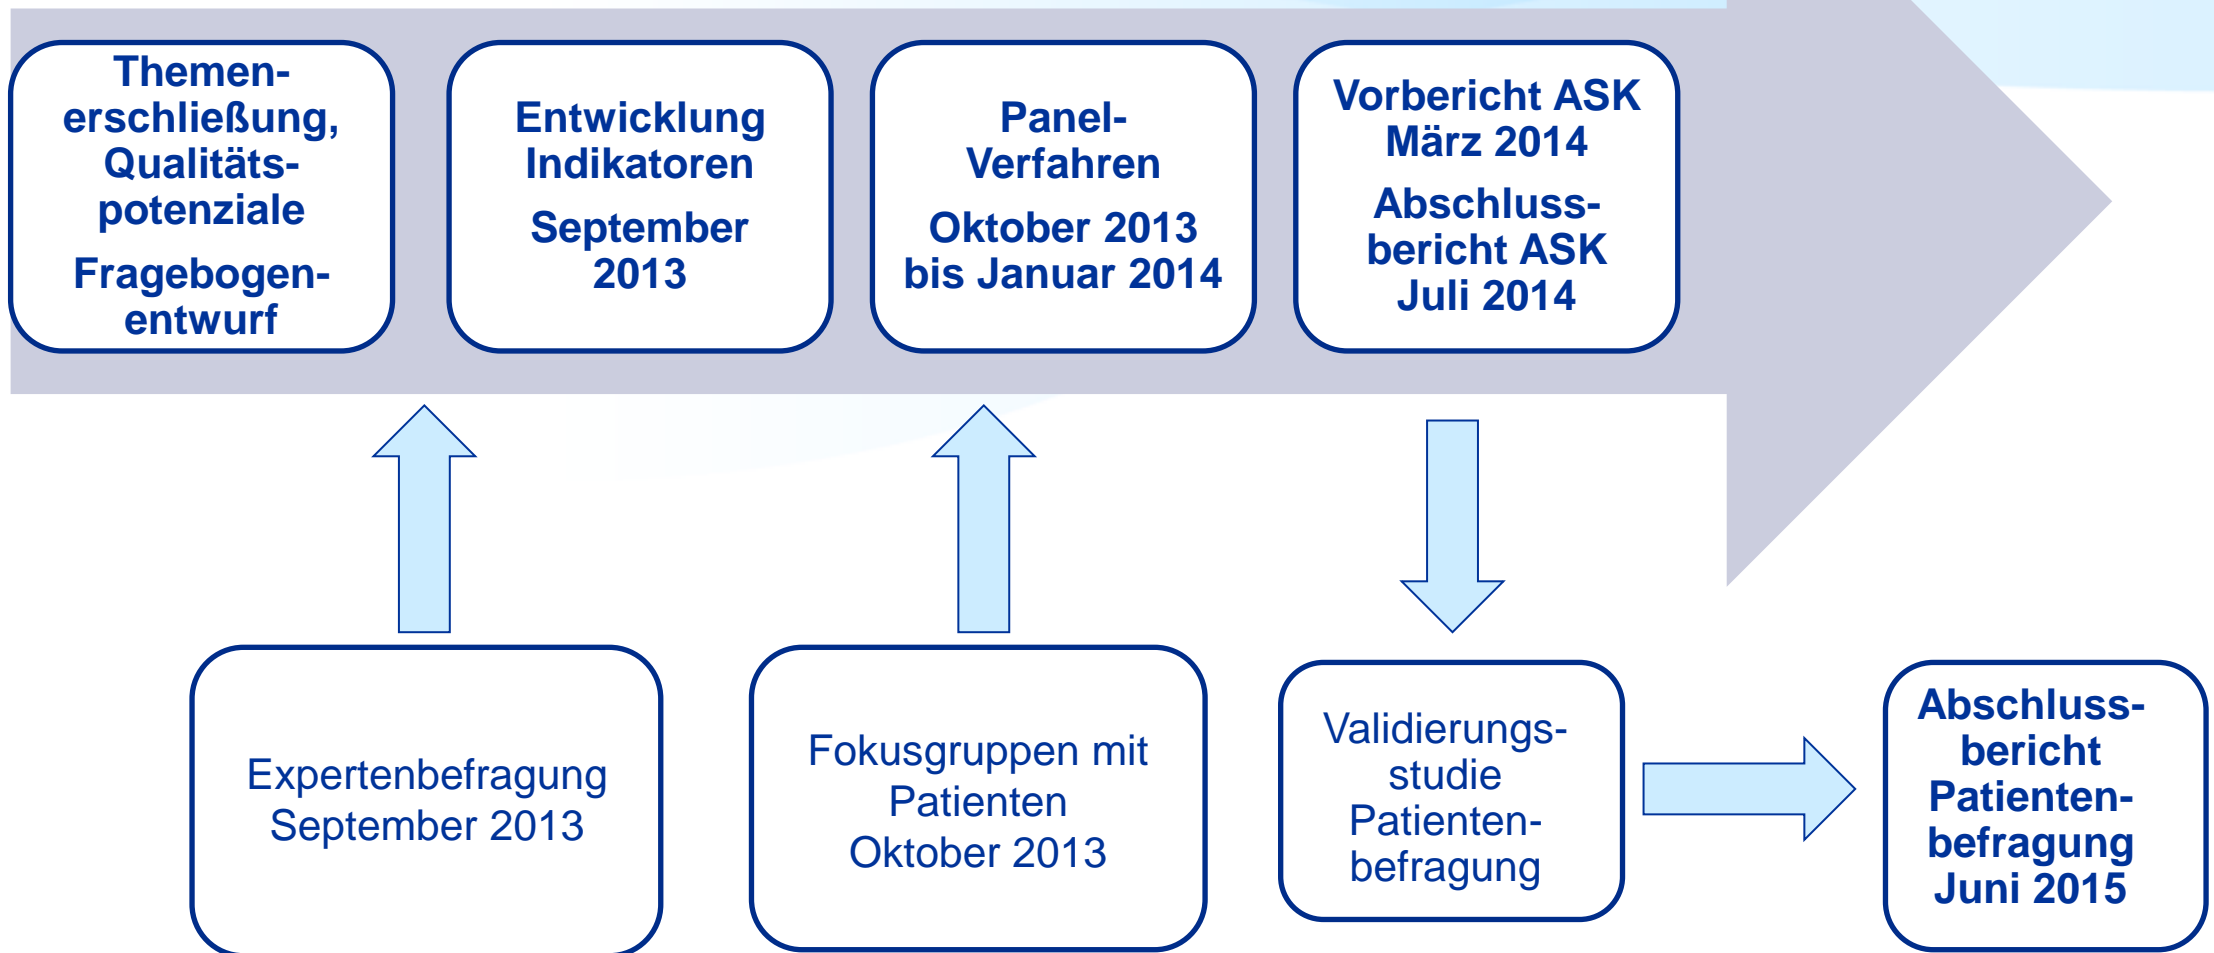 Themen-
erschließung,
Qualitäts-
potenziale
Fragebogen-
entwurf
Entwicklung
Indikatoren
September
2013
Panel-
Verfahren
Oktober 2013
bis Januar 2014
Vorbericht ASK
März 2014
Abschluss-
bericht ASK
Juli 2014
Expertenbefragung
September 2013
Fokusgruppen mit
Patienten
Oktober 2013
Validierungs-
studie
Patienten-
befragung
Abschluss-
bericht
Patienten-
befragung
Juni 2015